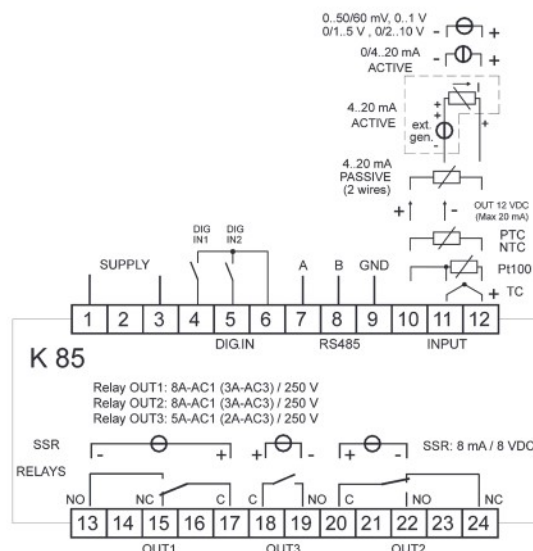 0..50/60 mV, 0..1 V
0/1..5 V , 0/2..10 V
- +
0/4..20 mA
ACTIVE
- +
I
4..20 mA
ACTIVE
+
+
ext.
gen.
-
+
4..20 mA
PASSIVE
(2 wires)
+ -
OUT 12 VDC
(Max 20 mA)
PTC
NTC
Pt100
+ TC
DIG
IN1
DIG
IN2
SUPPLY
A B GND
1 2 3 4 5 6 7 8 9 10 11 12
DIG.IN RS485 INPUT
K 85
Relay OUT1: 8A-AC1 (3A-AC3) / 250 V
Relay OUT2: 8A-AC1 (3A-AC3) / 250 V
Relay OUT3: 5A-AC1 (2A-AC3) / 250 V
SSR - + + - + - SSR: 8 mA / 8 VDC
RELAYS
NO NC C C NO C NO NC
13 14 15 16 17 18 19 20 21 22 23 24
OUT1 OUT3 OUT2